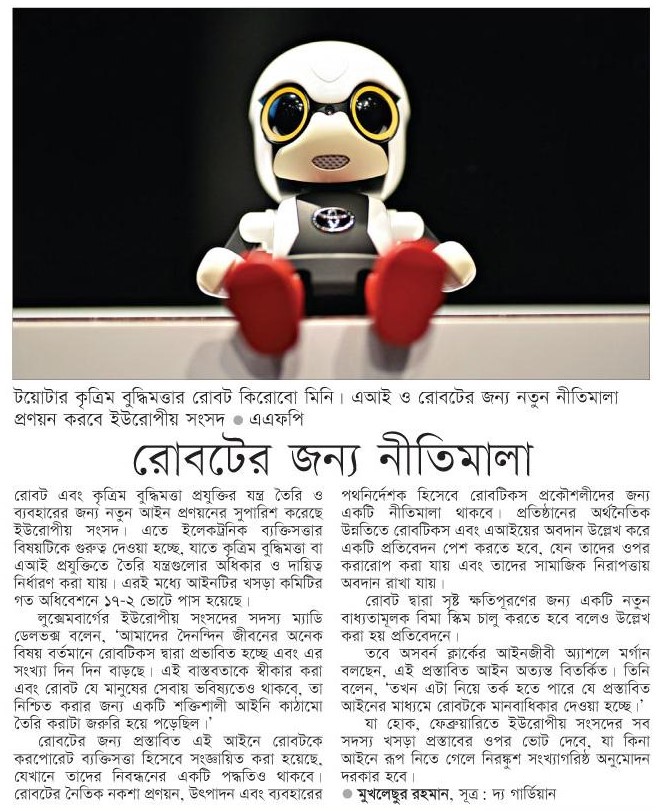 টয়োটার কৃত্রিম বুদ্ধিমত্তার রোবট কিরোবো মিনি। এআই ও রোবটের জন্য নতুন নীতিমালা
প্রণয়ন করবে ইউরোপীয় সংসদ ● এএফপি
রোবটের জন্য নীতিমালা
রোবট এবং কৃত্রিম বুদ্ধিমত্তা প্রযুক্তির যন্ত্র তৈরি ও
ব্যবহারের জন্য নতুন আইন প্রণয়নের সুপারিশ করেছে
ইউরোপীয় সংসদ। এতে ইলেকট্রনিক ব্যক্তিসত্তার
বিষয়টিকে গুরুত্ব দেওয়া হচ্ছে, যাতে কৃত্রিম বুদ্ধিমত্তা বা
এআই প্রযুক্তিতে তৈরি যন্ত্রগুলোর অধিকার ও দায়িত্ব
নির্ধারণ করা যায়। এরই মধ্যে আইনটির খসড়া কমিটির
গত অধিবেশনে ১৭-২ ভোটে পাস হয়েছে।
লুক্সেমবার্গের ইউরোপীয় সংসদের সদস্য ম্যাডি
ডেলভক্স বলেন, ‘আমাদের দৈনন্দিন জীবনের অনেক
বিষয় বর্তমানে রোবটিকস দ্বারা প্রভাবিত হচ্ছে এবং এর
সংখ্যা দিন দিন বাড়ছে। এই বাস্তবতাকে স্বীকার করা
এবং রোবট যে মানুষের সেবায় ভবিষ্যতেও থাকবে, তা
নিশ্চিত করার জন্য একটি শক্তিশালী আইনি কাঠামো
তৈরি করাটা জরুরি হয়ে পড়েছিল।’
রোবটের জন্য প্রস্তাবিত এই আইনে রোবটকে
করপোরেট ব্যক্তিসত্তা হিসেবে সংজ্ঞায়িত করা হয়েছে,
যেখানে তাদের নিবন্ধনের একটি পদ্ধতিও থাকবে।
রোবটের নৈতিক নকশা প্রণয়ন, উৎপাদন এবং ব্যবহারের
পথনির্দেশক হিসেবে রোবটিকস প্রকৌশলীদের জন্য
একটি নীতিমালা থাকবে। প্রতিষ্ঠানের অর্থনৈতিক
উন্নতিতে রোবটিকস এবং এআইয়ের অবদান উল্লেখ করে
একটি প্রতিবেদন পেশ করতে হবে, যেন তাদের ওপর
করারোপ করা যায় এবং তাদের সামাজিক নিরাপত্তায়
অবদান রাখা যায়।
রোবট দ্বারা সৃষ্ট ক্ষতিপূরণের জন্য একটি নতুন
বাধ্যতামূলক বিমা স্কিম চালু করতে হবে বলেও উল্লেখ
করা হয় প্রতিবেদনে।
তবে অসবর্ন ক্লার্কের আইনজীবী অ্যাশলে মর্গান
বলছেন, এই প্রস্তাবিত আইন অত্যন্ত বিতর্কিত। তিনি
বলেন, ‘তখন এটা নিয়ে তর্ক হতে পারে যে প্রস্তাবিত
আইনের মাধ্যমে রোবটকে মানবাধিকার দেওয়া হচ্ছে।’
যা হোক, ফেব্রুয়ারিতে ইউরোপীয় সংসদের সব
সদস্য খসড়া প্রস্তাবের ওপর ভোট দেবে, যা কিনা
আইনে রূপ নিতে গেলে নিরঙ্কুশ সংখ্যাগরিষ্ঠ অনুমোদন
দরকার হবে।
● মুখলেছুর রহমান, সূত্র : দ্য গার্ডিয়ান